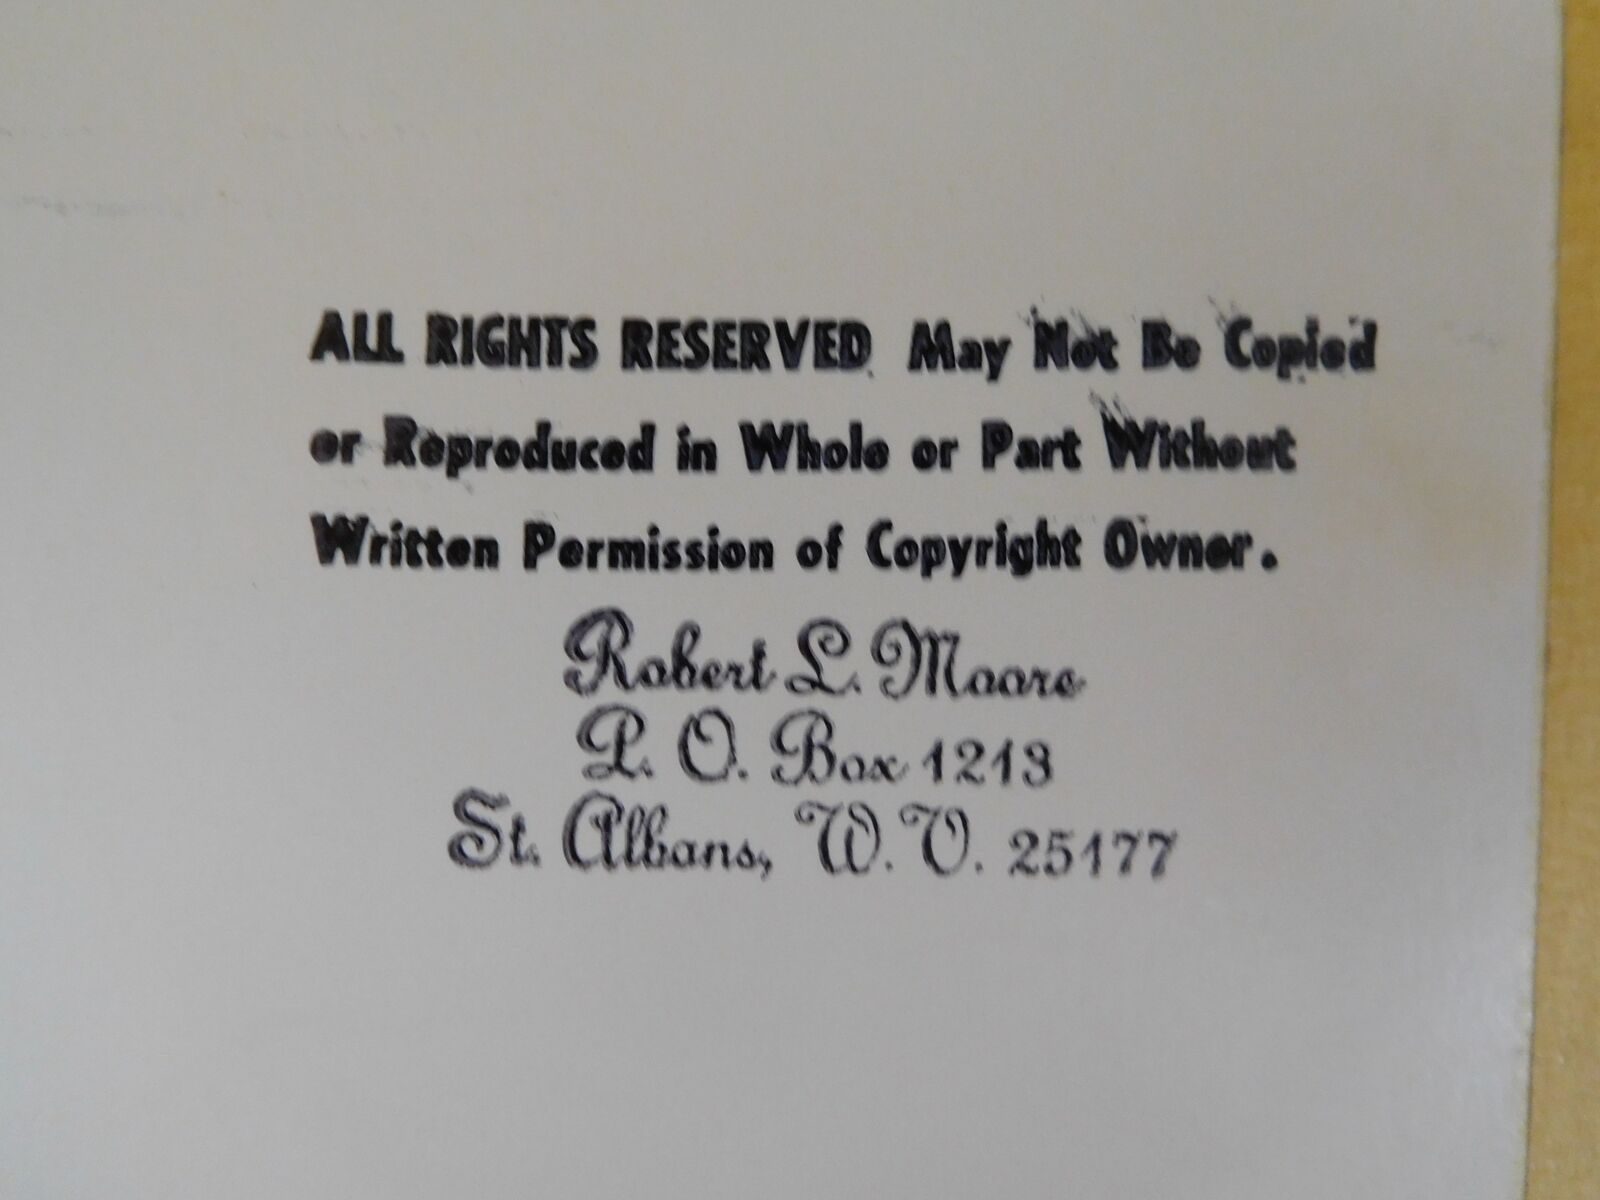 ALL RIGHTS RESERVED. May Not Be Copied
or Reproduced in Whole or Part Without
Written Permission of Copyright Owner.
Robert L. Moore
P. O. Box 1213
St. Albans, W. V. 25177